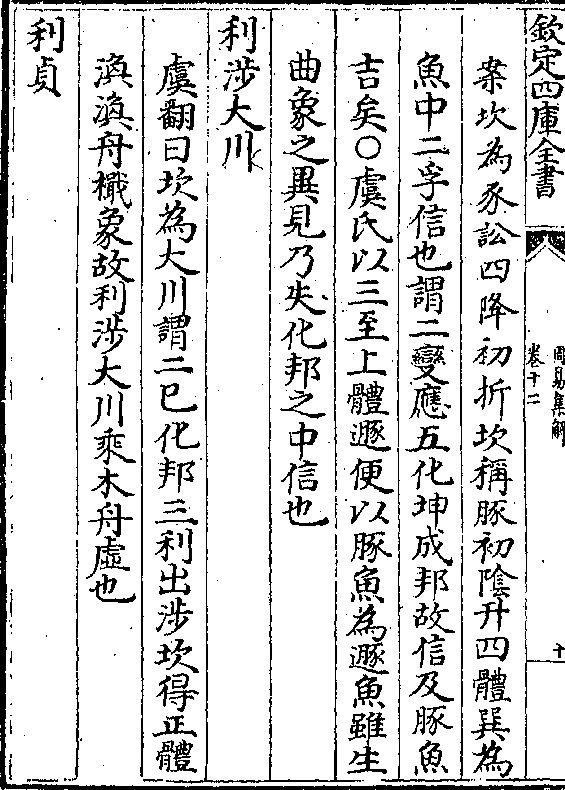 欽定四庫全書
周易集解
卷十二
十
案坎為豕訟四降初折坎稱豚初陰升四體巽為
魚中二孚信也謂二變應五化坤成邦故信及豚魚
吉矣○虞氏以三至上體遯便以豚魚為遯魚雖生
曲象之異見乃失化邦之中信也
利涉大川
虞翻曰坎為大川謂二已化邦三利出涉坎得正體
渙渙舟檝象故利涉大川乘木舟虛也
利貞